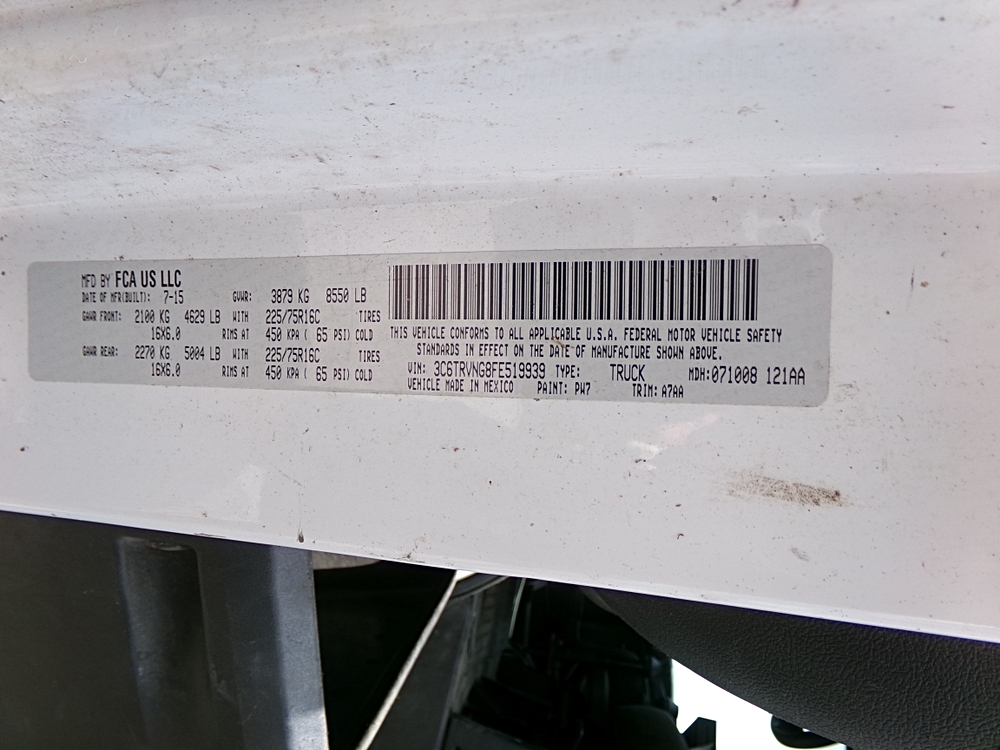 MFD BY FCA US LLC
DATE OF MFR(BUILT): 7-15 GVWR: 3879 KG 8550 LB
GAWR FRONT: 2100 KG 4629 LB WITH 225/75R16C TIRES
16X6.0 RIMS AT 450 KPA ( 65 PSI) COLD
GAWR REAR: 2270 KG 5004 LB WITH 225/75R16C TIRES
16X6.0 RIMS AT 450 KPA ( 65 PSI) COLD
THIS VEHICLE CONFORMS TO ALL APPLICABLE U.S.A. FEDERAL MOTOR VEHICLE SAFETY
STANDARDS IN EFFECT ON THE DATE OF MANUFACTURE SHOWN ABOVE.
VIN: 3C6TRVNG8FE519939 TYPE: TRUCK MDH:071008 121AA
VEHICLE MADE IN MEXICO PAINT: PW7 TRIM: A7AA